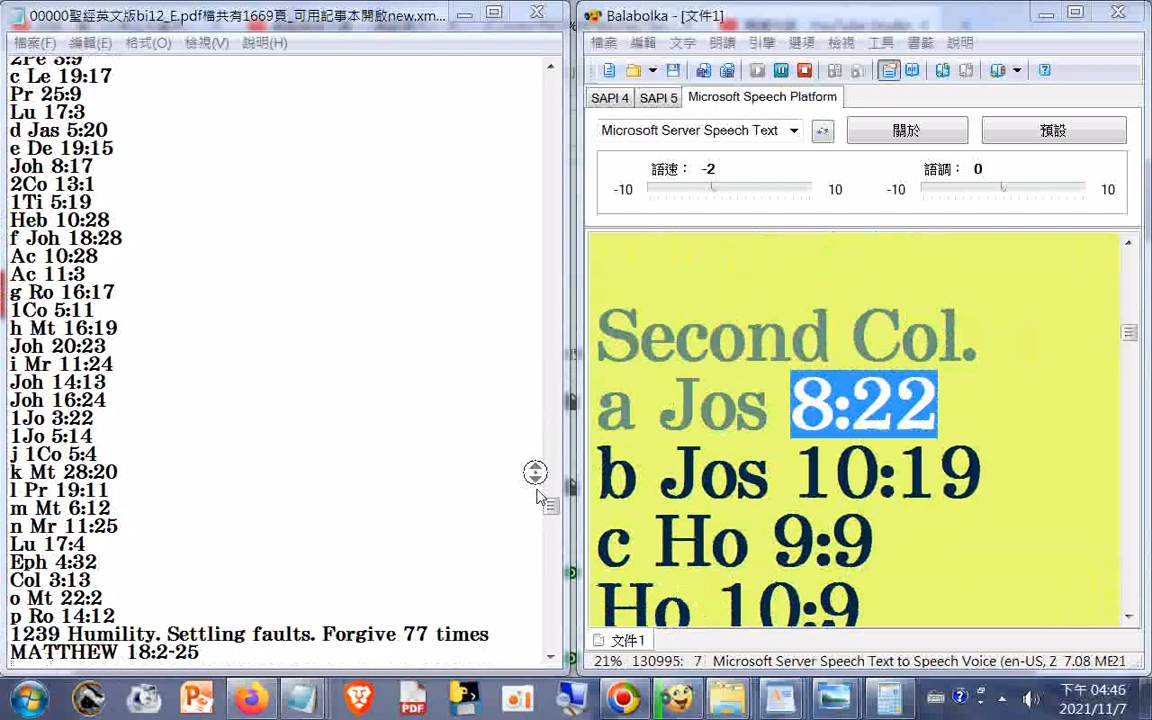 00000聖經英文版bi12_E.pdf檔共有1669頁_可用記事本開啟new.xm...
檔案(F) 編輯(E) 格式(O) 檢視(V) 說明(H)
2Pe 3:9
c Le 19:17
Pr 25:9
Lu 17:3
d Jas 5:20
e De 19:15
Joh 8:17
2Co 13:1
1Ti 5:19
Heb 10:28
f Joh 18:28
Ac 10:28
Ac 11:3
g Ro 16:17
1Co 5:11
h Mt 16:19
Joh 20:23
i Mr 11:24
Joh 14:13
Joh 16:24
1Jo 3:22
1Jo 5:14
j 1Co 5:4
k Mt 28:20
l Pr 19:11
m Mt 6:12
n Mr 11:25
Lu 17:4
Eph 4:32
Col 3:13
o Mt 22:2
p Ro 14:12
1239 Humility. Settling faults. Forgive 77 times
MATTHEW 18:2-25
Balabolka - [文件1]
檔案 編輯 文字 朗讀 引擎 選項 檢視 工具 書籤 說明
SAPI 4 SAPI 5 Microsoft Speech Platform
Microsoft Server Speech Text 關於 預設
語速： -2 語調： 0
-10 10 -10 10
Second Col.
a Jos 8:22
b Jos 10:19
c Ho 9:9
Ho 10:9
文件1
21% 130995: 7 Microsoft Server Speech Text to Speech Voice (en-US, Z 7.08 ME21
PDF
下午 04:46
2021/11/7